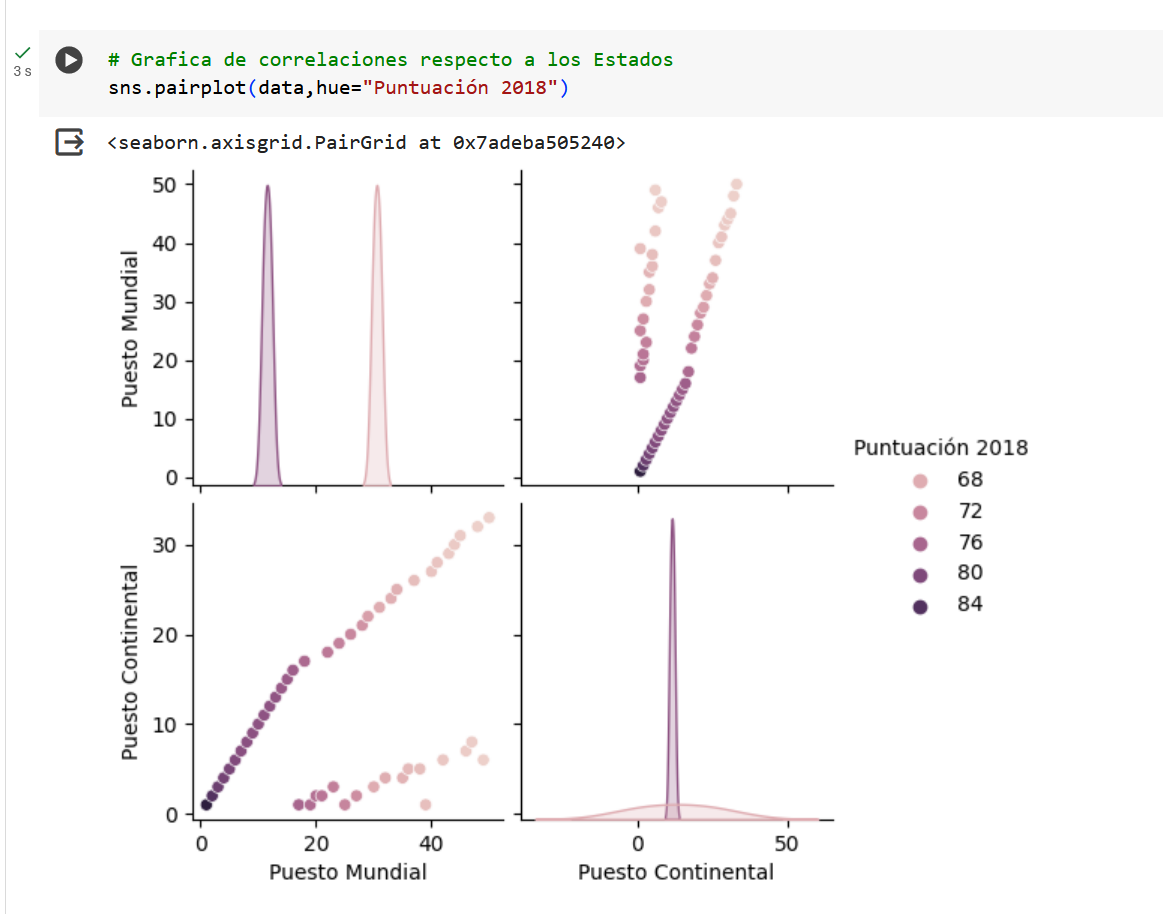 3 s
# Grafica de correlaciones respecto a los Estados
sns.pairplot(data,hue="Puntuación 2018")
<seaborn.axisgrid.PairGrid at 0x7adeba505240>
Puesto Mundial
50
40
30
20
10
0
Puntuación 2018
68
72
76
80
84
Puesto Continental
30
20
10
0
0
20
40
0
50
Puesto Mundial
Puesto Continental